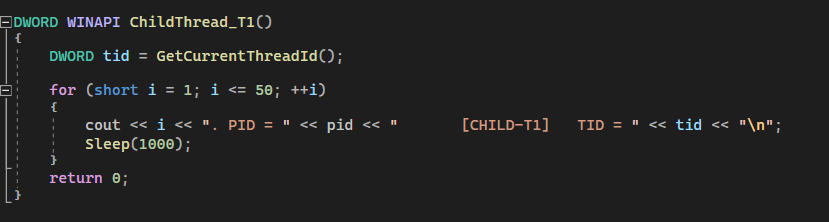 DWORD WINAPI ChildThread_T1()
{
    DWORD tid = GetCurrentThreadId();
    for (short i = 1; i <= 50; ++i)
    {
        cout << i << ". PID = " << pid << "       [CHILD-T1]   TID = " << tid << "\n";
        Sleep(1000);
    }
    return 0;
}